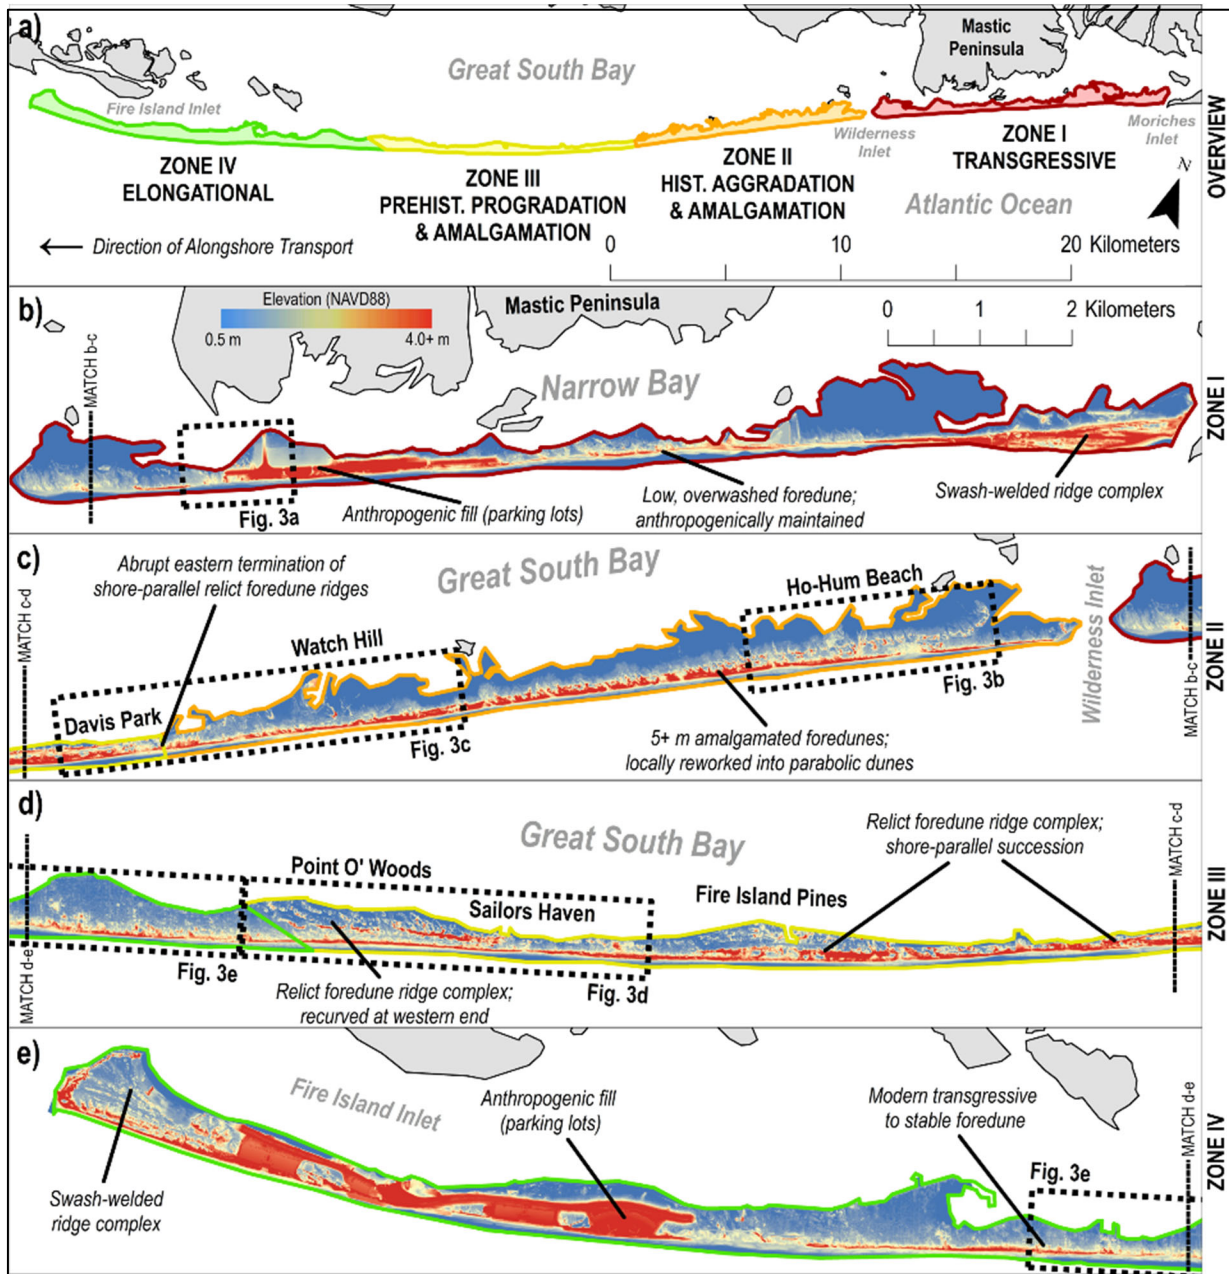 a)
Great South Bay
Mastic
Peninsula
Fire Island Inlet
Wilderness
Inlet
Moriches
Inlet
ZONE IV
ELONGATIONAL
ZONE III
PREHIST. PROGRADATION
& AMALGAMATION
ZONE II
HIST. AGGRADATION
& AMALGAMATION
ZONE I
TRANSGRESSIVE
Atlantic Ocean
N
← Direction of Alongshore Transport
0 10 20 Kilometers
OVERVIEW
b)
Elevation (NAVD88)
0.5 m 4.0+ m
Mastic Peninsula
0 1 2 Kilometers
MATCH b-c
Narrow Bay
Fig. 3a
Anthropogenic fill (parking lots)
Low, overwashed foredune;
anthropogenically maintained
Swash-welded ridge complex
ZONE I
c)
Abrupt eastern termination of
shore-parallel relict foredune ridges
Great South Bay
Ho-Hum Beach
Wilderness Inlet
MATCH c-d
Watch Hill
Davis Park
Fig. 3c
Fig. 3b
5+ m amalgamated foredunes;
locally reworked into parabolic dunes
MATCH b-c
ZONE II
d)
Great South Bay
Relict foredune ridge complex;
shore-parallel succession
Point O' Woods
Sailors Haven
Fire Island Pines
MATCH c-d
MATCH d-e
Fig. 3e
Relict foredune ridge complex;
recurved at western end
Fig. 3d
ZONE III
e)
Fire Island Inlet
Anthropogenic fill
(parking lots)
Modern transgressive
to stable foredune
MATCH d-e
Fig. 3e
Swash-welded
ridge complex
ZONE IV